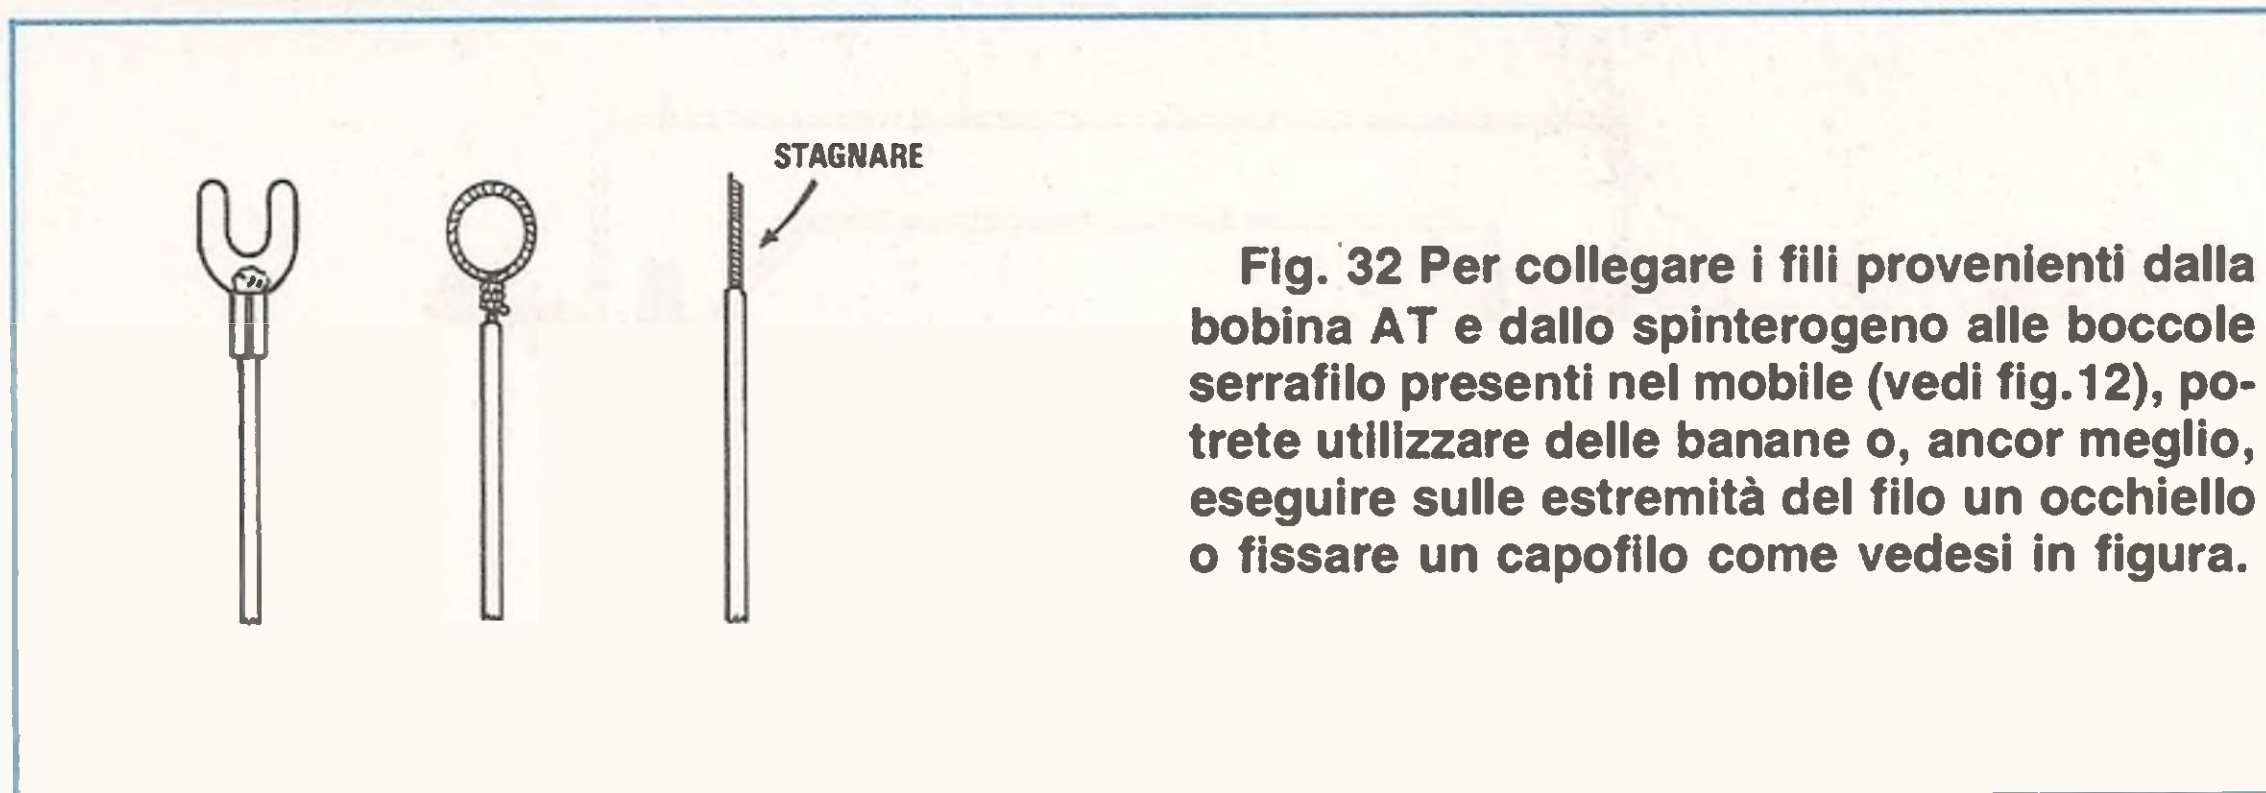 STAGNARE
Fig. 32 Per collegare i fili provenienti dalla
bobina AT e dallo spinterogeno alle boccole
serrafilo presenti nel mobile (vedi fig.12), po-
trete utilizzare delle banane o, ancor meglio,
eseguire sulle estremità del filo un occhiello
o fissare un capofilo come vedesi in figura.